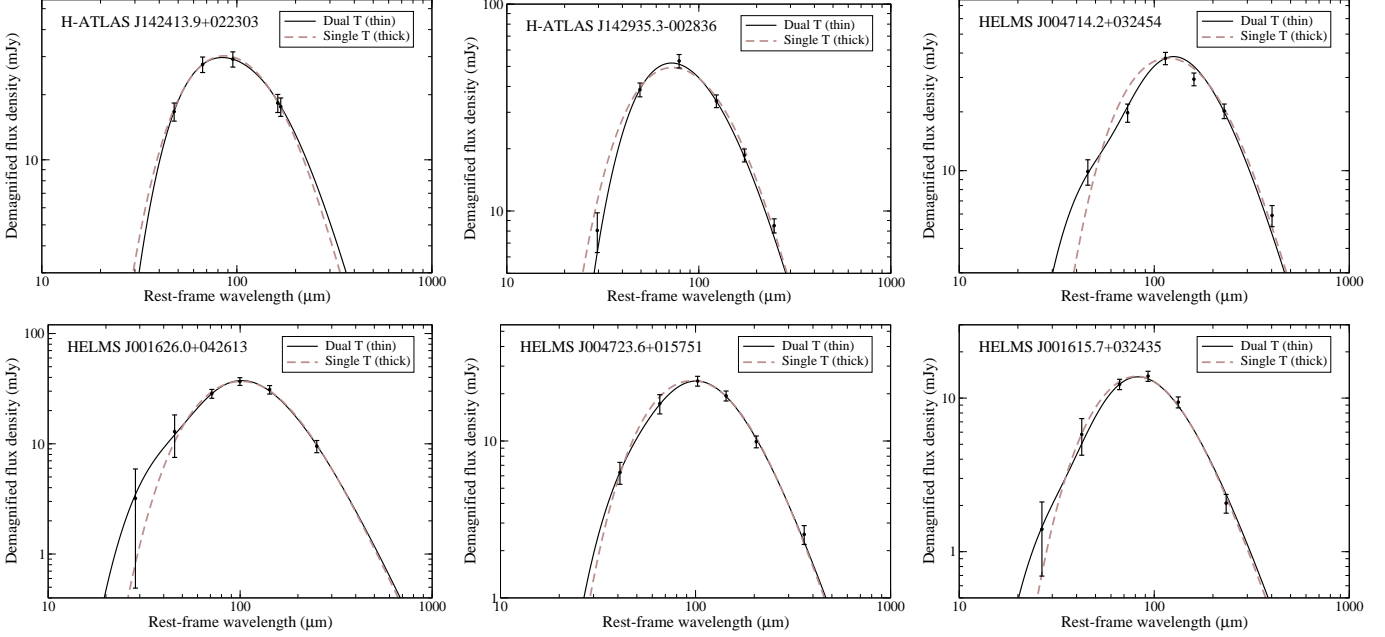 H-ATLAS J142413.9+022303
Dual T (thin)
Single T (thick)
Demagnified flux density (mJy)
10
10
100
1000
Rest-frame wavelength (μm)
H-ATLAS J142935.3-002836
Dual T (thin)
Single T (thick)
Demagnified flux density (mJy)
100
10
10
100
1000
Rest-frame wavelength (μm)
HELMS J004714.2+032454
Dual T (thin)
Single T (thick)
Demagnified flux density (mJy)
10
10
100
1000
Rest-frame wavelength (μm)
HELMS J001626.0+042613
Dual T (thin)
Single T (thick)
Demagnified flux density (mJy)
100
10
1
10
100
1000
Rest-frame wavelength (μm)
HELMS J004723.6+015751
Dual T (thin)
Single T (thick)
Demagnified flux density (mJy)
10
1
10
100
1000
Rest-frame wavelength (μm)
HELMS J001615.7+032435
Dual T (thin)
Single T (thick)
Demagnified flux density (mJy)
10
1
10
100
1000
Rest-frame wavelength (μm)